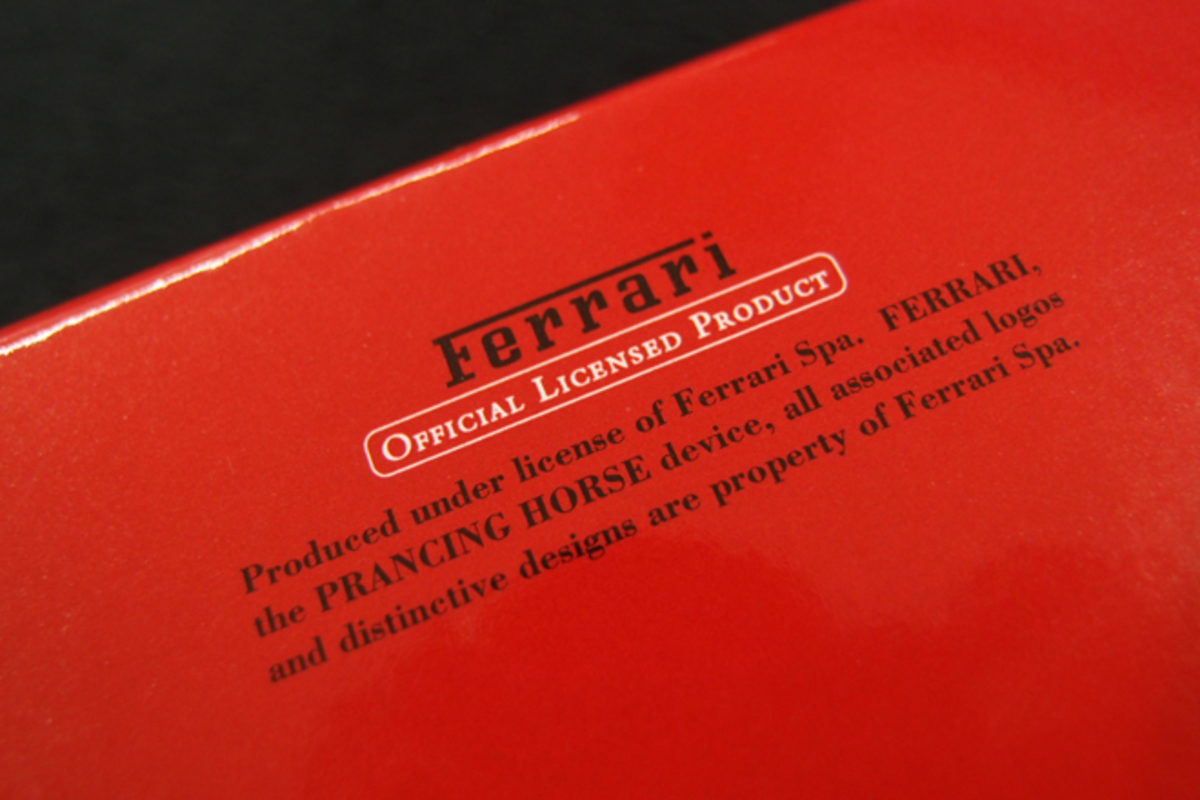 Ferrari
OFFICIAL LICENSED PRODUCT
Produced under license of Ferrari Spa. FERRARI,
the PRANCING HORSE device, all associated logos
and distinctive designs are property of Ferrari Spa.